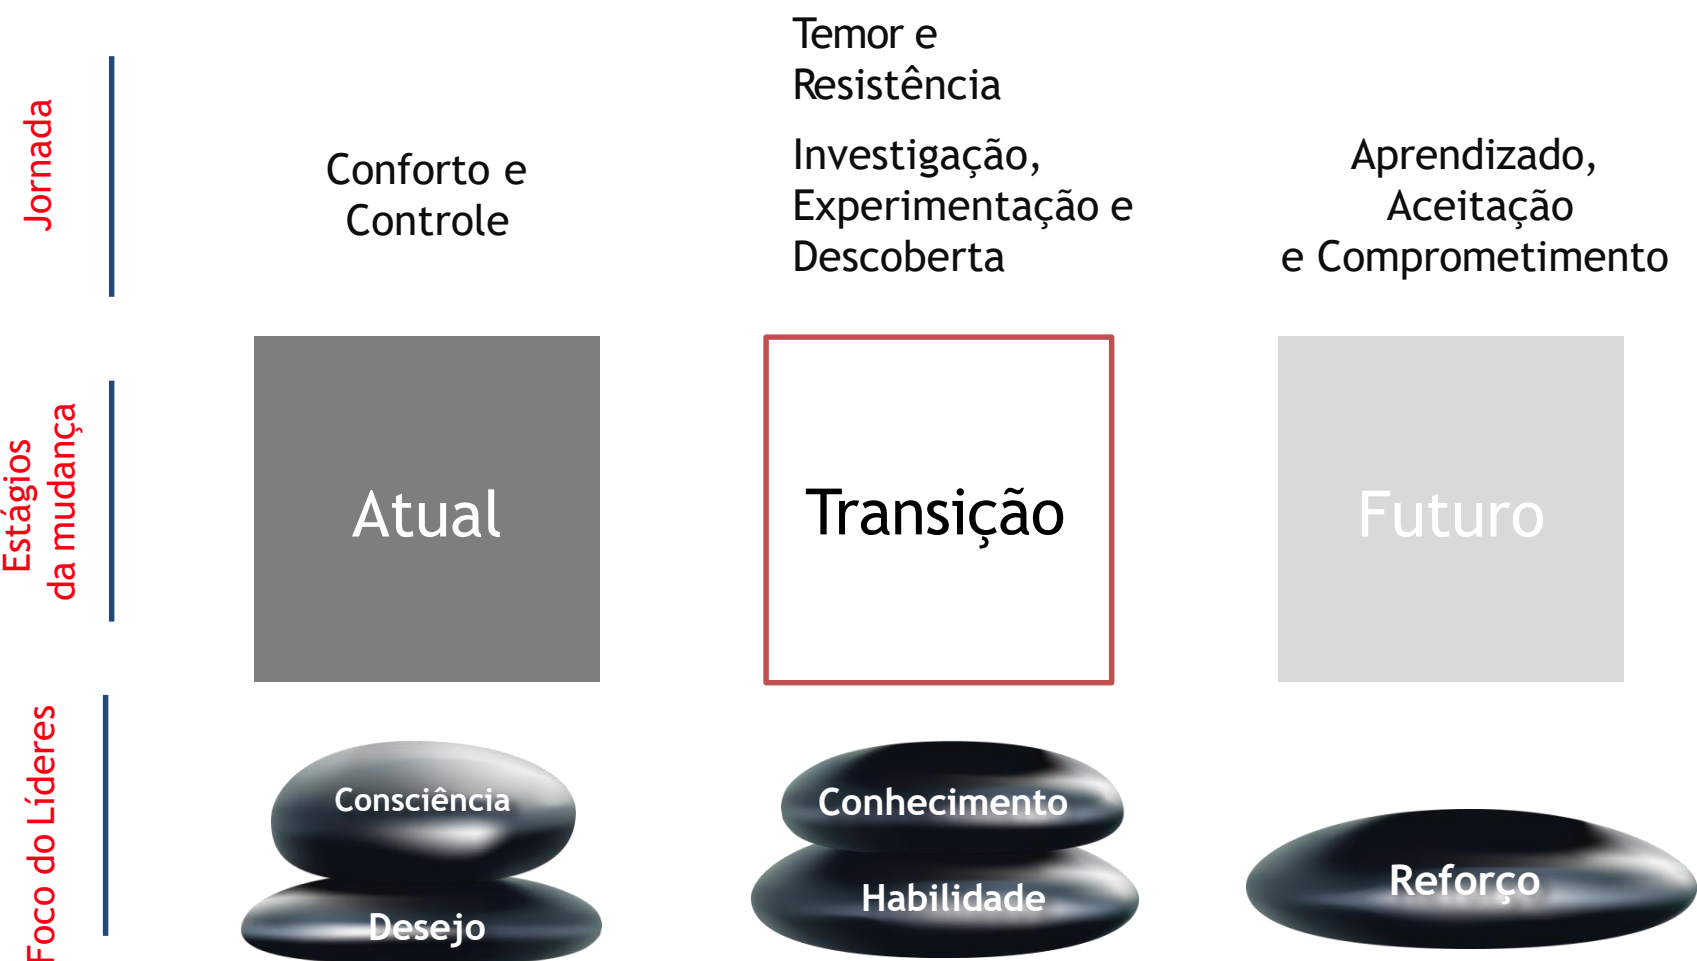 Jornada
Conforto e
Controle
Temor e
Resistência
Investigação,
Experimentação e
Descoberta
Aprendizado,
Aceitação
e Comprometimento
Estágios
da mudança
Atual
Transição
Futuro
Foco do Líderes
Consciência
Desejo
Conhecimento
Habilidade
Reforço